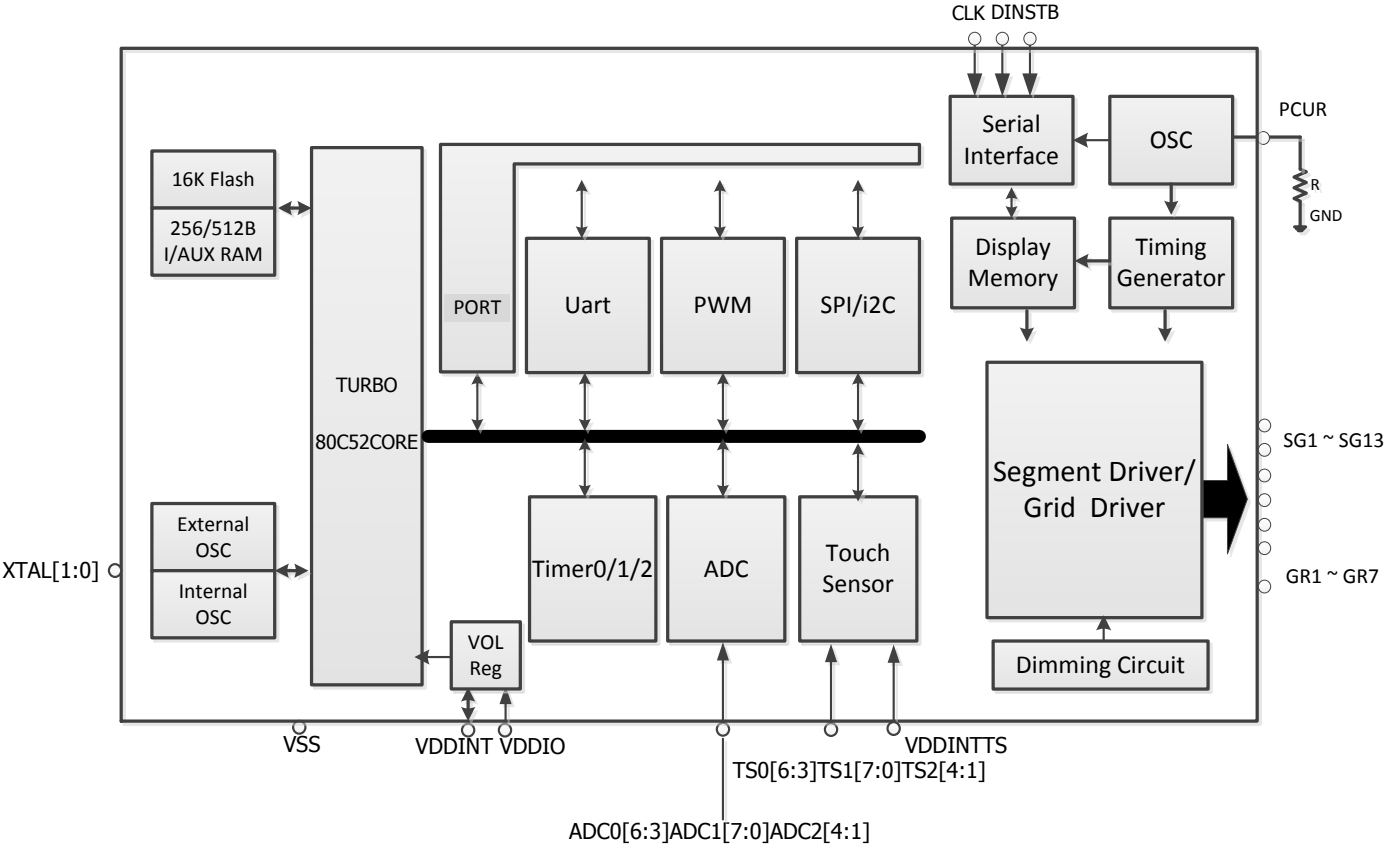 CLK DINSTB
PCUR
Serial
Interface
OSC
R
GND
16K Flash
256/512B
I/AUX RAM
Display
Memory
Timing
Generator
PORT
Uart
PWM
SPI/i2C
TURBO
80C52CORE
SG1 ~ SG13
Segment Driver/
Grid Driver
External
OSC
XTAL[1:0]
Internal
OSC
Timer0/1/2
ADC
Touch
Sensor
GR1 ~ GR7
VOL
Reg
Dimming Circuit
VSS
VDDINT VDDIO
VDDINTTS
TS0[6:3]TS1[7:0]TS2[4:1]
ADC0[6:3]ADC1[7:0]ADC2[4:1]